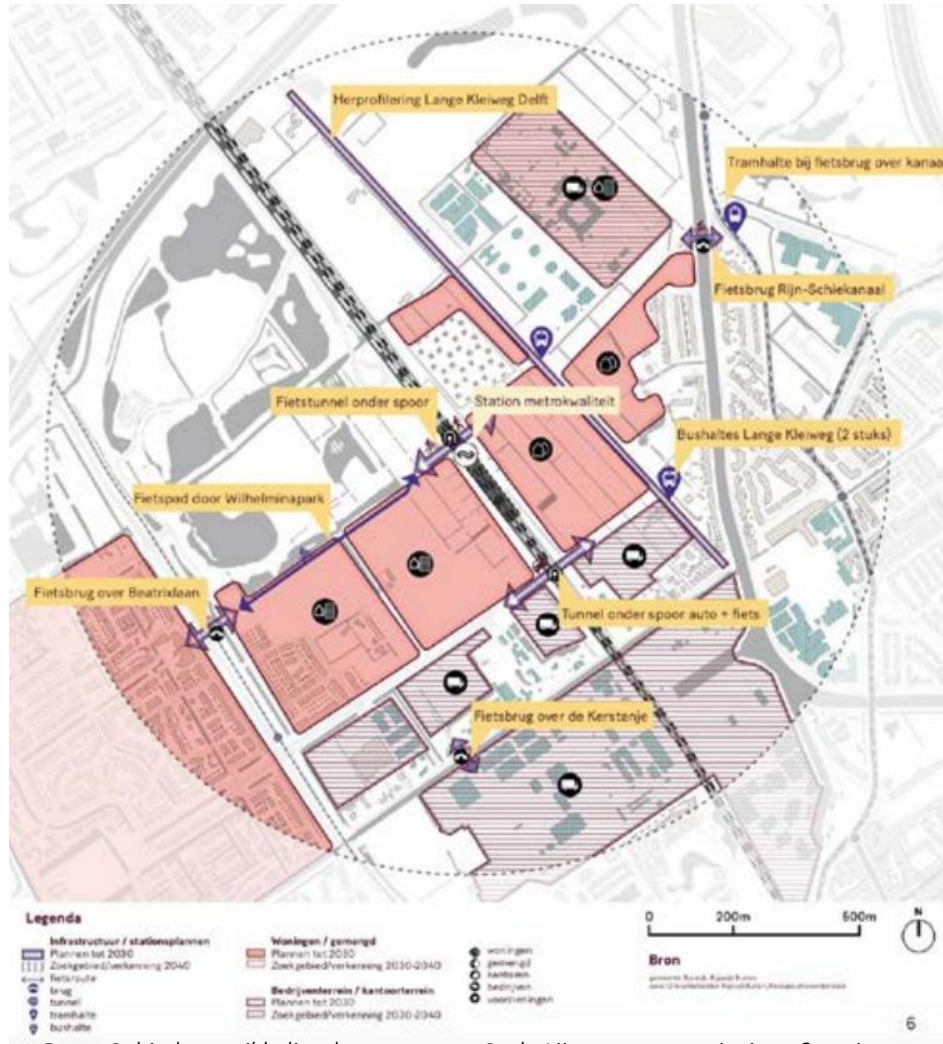 Herprofilering Lange Kleiweg Delft
Tramhalte bij fietsbrug over kanaa
Fietsbrug Rijn-Schiekanaal
Fietstunnel onder spoor
Station metrokwaliteit
Bushaltes Lange Kleiweg (2 stuks)
Fietspad door Wilhelminapark
Fietsbrug over Beatrixlaan
Tunnel onder spoor auto + fiets
Fietsbrug over de Kerstenje
Legenda
Infrastructuur / stationsplannen
Plannen tot 2030
Zoekgebied/verkenning 2040
fietsroute
brug
tunnel
tramhalte
bushalte
Woningen / gemengd
Plannen tot 2030
Zoekgebied/verkenning 2030-2040
Bedrijventerrein / kantoorterrein
Plannen tot 2030
Zoekgebied/verkenning 2030-2040
woningen
gemengd
kantoren
bedrijven
voorzieningen
0 200m 500m
N
Bron
6